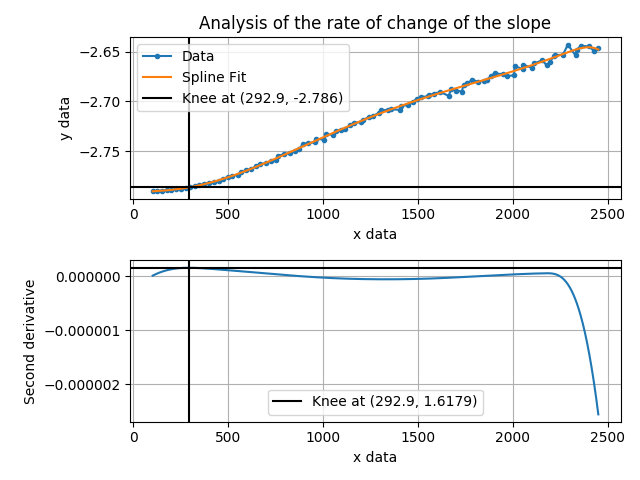 Analysis of the rate of change of the slope
Data
Spline Fit
Knee at (292.9, -2.786)
y data
−2.65
−2.70
−2.75
0 500 1000 1500 2000 2500
x data
Second derivative
0.000000
−0.000001
−0.000002
Knee at (292.9, 1.6179)
0 500 1000 1500 2000 2500
x data